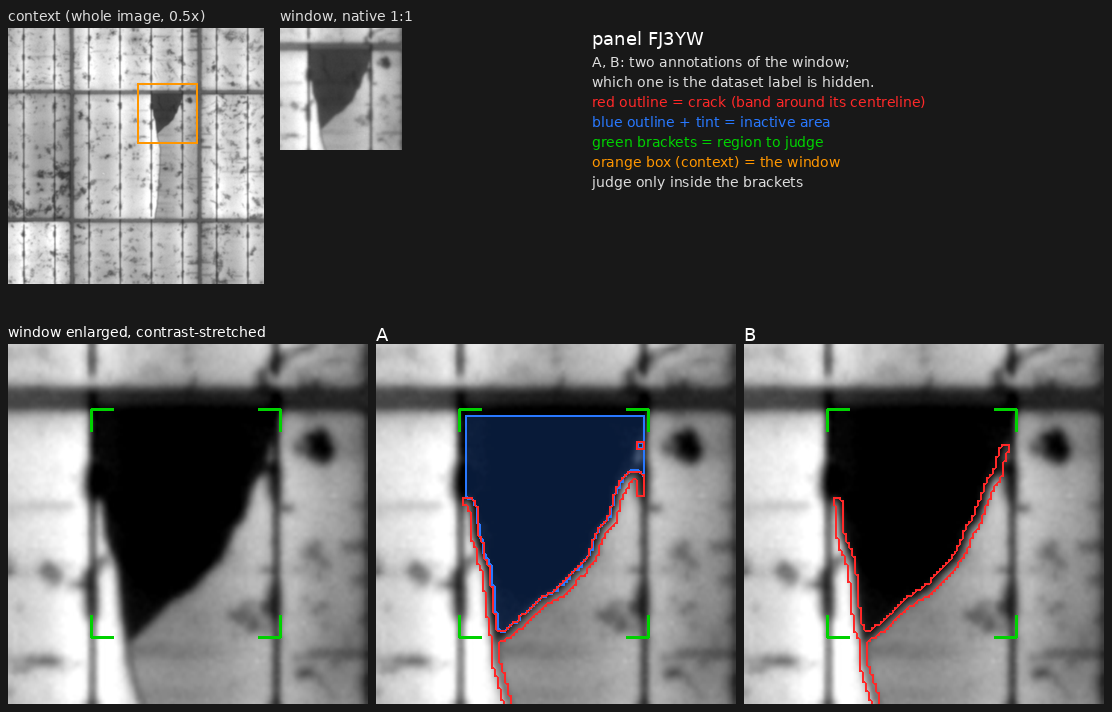 context (whole image, 0.5x)
window, native 1:1
panel FJ3YW
A, B: two annotations of the window;
which one is the dataset label is hidden.
red outline = crack (band around its centreline)
blue outline + tint = inactive area
green brackets = region to judge
orange box (context) = the window
judge only inside the brackets
window enlarged, contrast-stretched
A
B